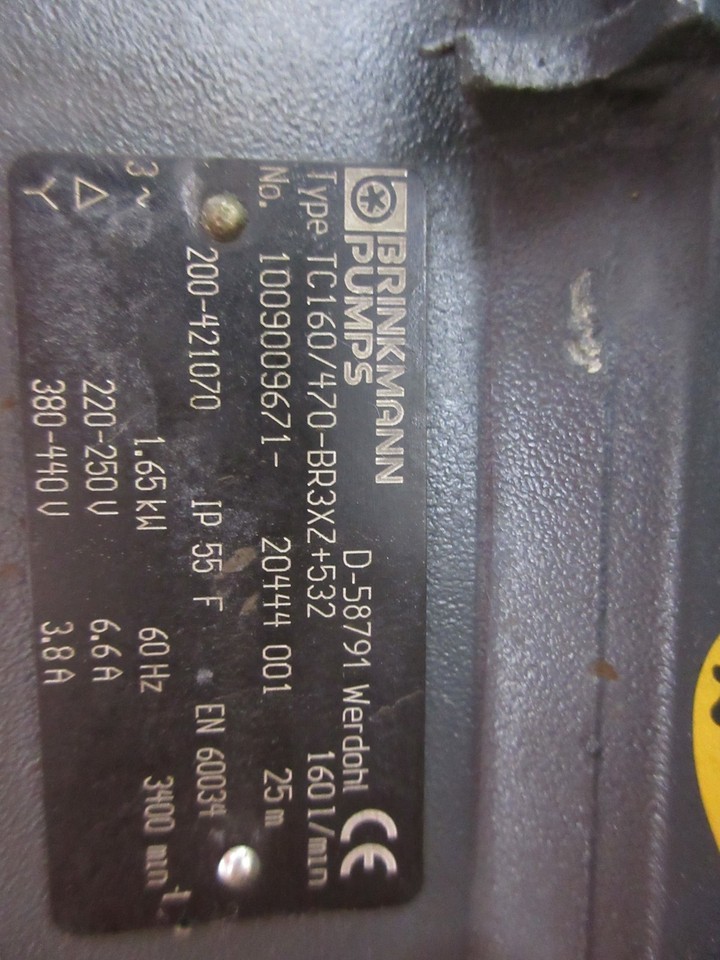 BRINKMANN
PUMPS
D-58791 Werdohl CE
Type TC160/470-BR3XZ+532 160 l/min
No. 1009009671- 20444 001 25 m
200-421070 IP 55 F EN 60034
3 ~ 1.65 kW 60 Hz 3400 min
△ 220-250 V 6.6 A
Y 380-440 V 3.8 A